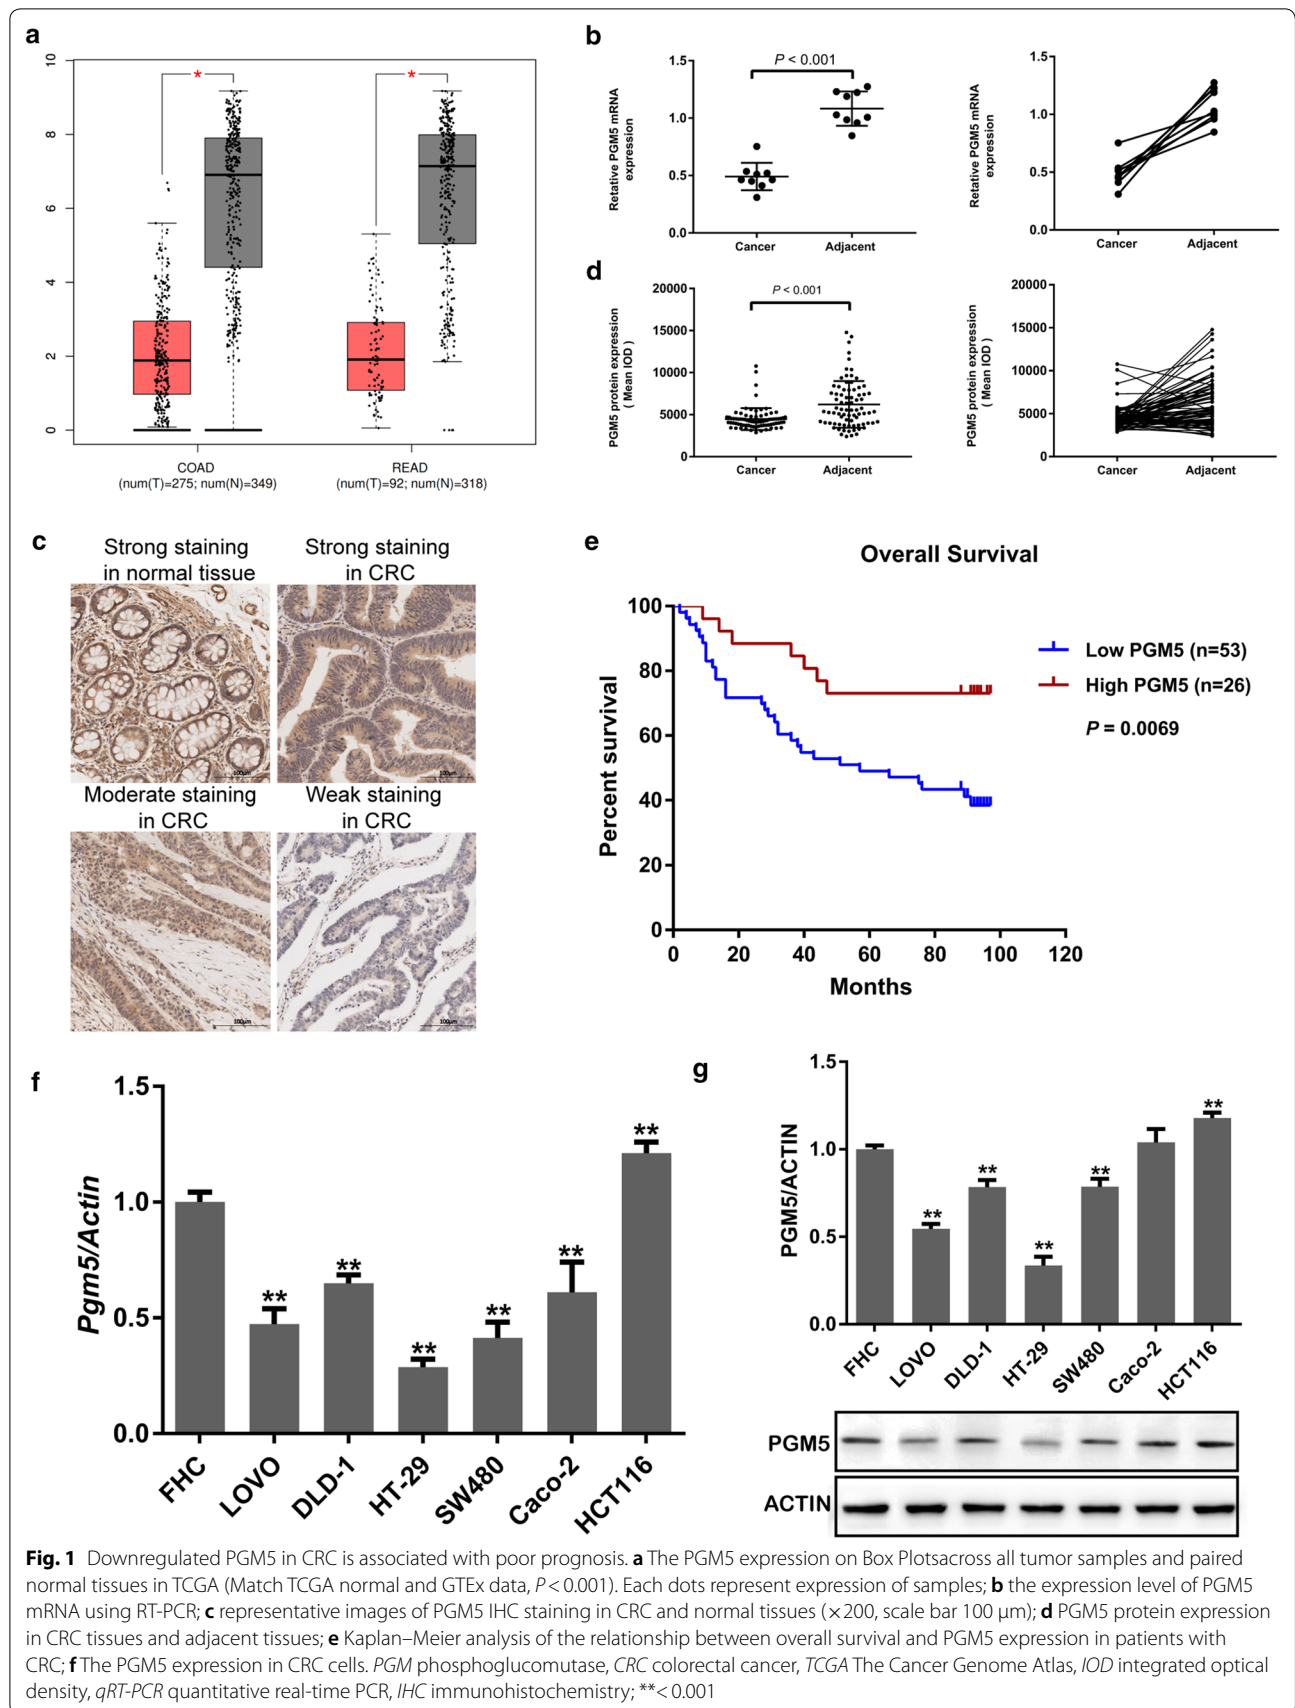 a
10
8
6
4
2
0
*
*
COAD
(num(T)=275; num(N)=349)
READ
(num(T)=92; num(N)=318)
b
Retative PGM5 mRNA
expression
1.5
1.0
0.5
0.0
P < 0.001
Cancer
Adjacent
Retative PGM5 mRNA
expression
1.5
1.0
0.5
0.0
Cancer
Adjacent
d
PGM5 protein expression
( Mean IOD )
20000
15000
10000
5000
0
P < 0.001
Cancer
Adjacent
PGM5 protein expression
( Mean IOD )
20000
15000
10000
5000
0
Cancer
Adjacent
c
Strong staining
in normal tissue
Strong staining
in CRC
100μm
100μm
Moderate staining
in CRC
Weak staining
in CRC
100μm
100μm
e
Overall Survival
Percent survival
100
80
60
40
20
0
0
20
40
60
80
100
120
Months
Low PGM5 (n=53)
High PGM5 (n=26)
P = 0.0069
f
Pgm5/Actin
1.5
1.0
0.5
0.0
**
**
**
**
**
**
FHC
LOVO
DLD-1
HT-29
SW480
Caco-2
HCT116
g
PGM5/ACTIN
1.5
1.0
0.5
0.0
**
**
**
**
**
FHC
LOVO
DLD-1
HT-29
SW480
Caco-2
HCT116
PGM5
ACTIN
Fig. 1 Downregulated PGM5 in CRC is associated with poor prognosis. a The PGM5 expression on Box Plotsacross all tumor samples and paired
normal tissues in TCGA (Match TCGA normal and GTEx data, P < 0.001). Each dots represent expression of samples; b the expression level of PGM5
mRNA using RT-PCR; c representative images of PGM5 IHC staining in CRC and normal tissues (×200, scale bar 100 μm); d PGM5 protein expression
in CRC tissues and adjacent tissues; e Kaplan–Meier analysis of the relationship between overall survival and PGM5 expression in patients with
CRC; f The PGM5 expression in CRC cells. PGM phosphoglucomutase, CRC colorectal cancer, TCGA The Cancer Genome Atlas, IOD integrated optical
density, qRT-PCR quantitative real-time PCR, IHC immunohistochemistry; **< 0.001